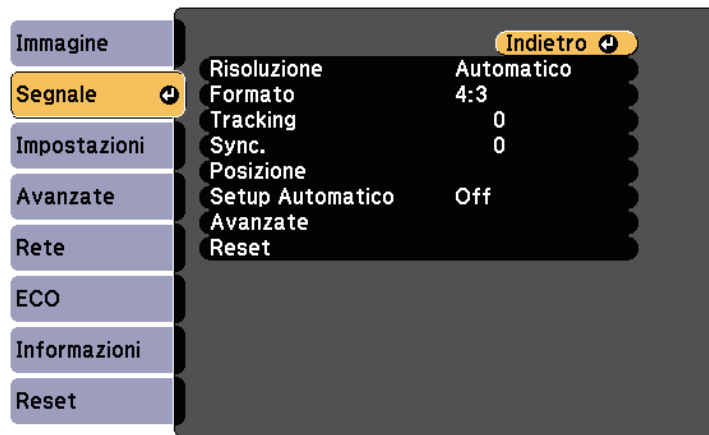 Immagine
Segnale
Impostazioni
Avanzate
Rete
ECO
Informazioni
Reset
Indietro
Risoluzione Automatico
Formato 4:3
Tracking 0
Sync. 0
Posizione
Setup Automatico Off
Avanzate
Reset